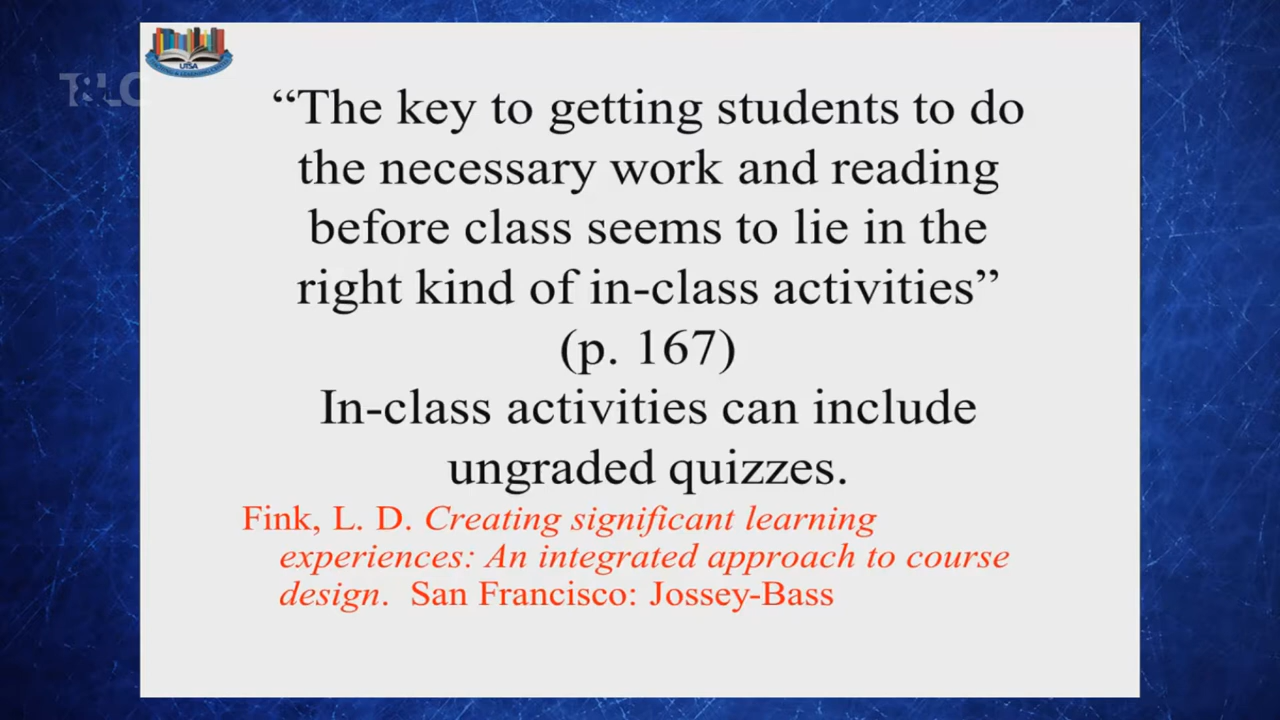 UTSA
T&LC
“The key to getting students to do
the necessary work and reading
before class seems to lie in the
right kind of in-class activities”
(p. 167)
In-class activities can include
ungraded quizzes.
Fink, L. D. Creating significant learning
experiences: An integrated approach to course
design. San Francisco: Jossey-Bass